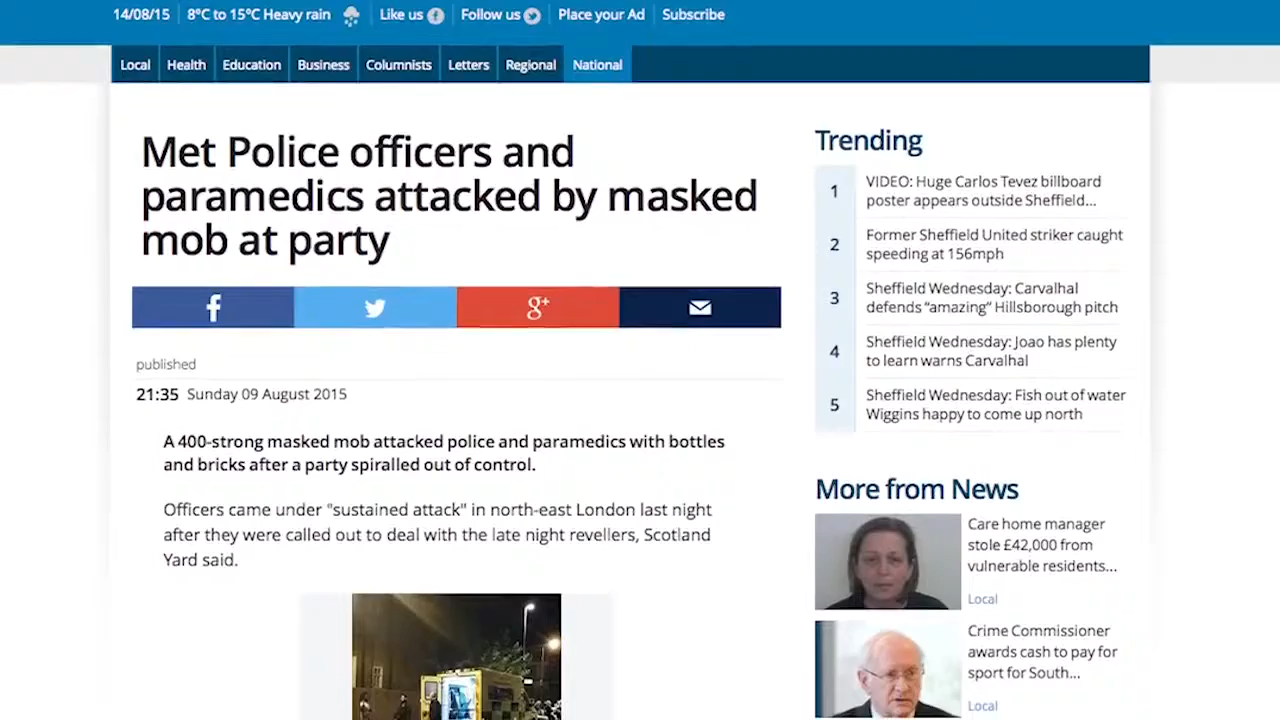 14/08/15 8°C to 15°C Heavy rain Like us Follow us Place your Ad Subscribe
Local Health Education Business Columnists Letters Regional National
Met Police officers and
paramedics attacked by masked
mob at party
published
21:35 Sunday 09 August 2015
A 400-strong masked mob attacked police and paramedics with bottles
and bricks after a party spiralled out of control.
Officers came under "sustained attack" in north-east London last night
after they were called out to deal with the late night revellers, Scotland
Yard said.
Trending
1 VIDEO: Huge Carlos Tevez billboard
poster appears outside Sheffield...
2 Former Sheffield United striker caught
speeding at 156mph
3 Sheffield Wednesday: Carvalhal
defends “amazing” Hillsborough pitch
4 Sheffield Wednesday: Joao has plenty
to learn warns Carvalhal
5 Sheffield Wednesday: Fish out of water
Wiggins happy to come up north
More from News
Care home manager
stole £42,000 from
vulnerable residents...
Local
Crime Commissioner
awards cash to pay for
sport for South...
Local